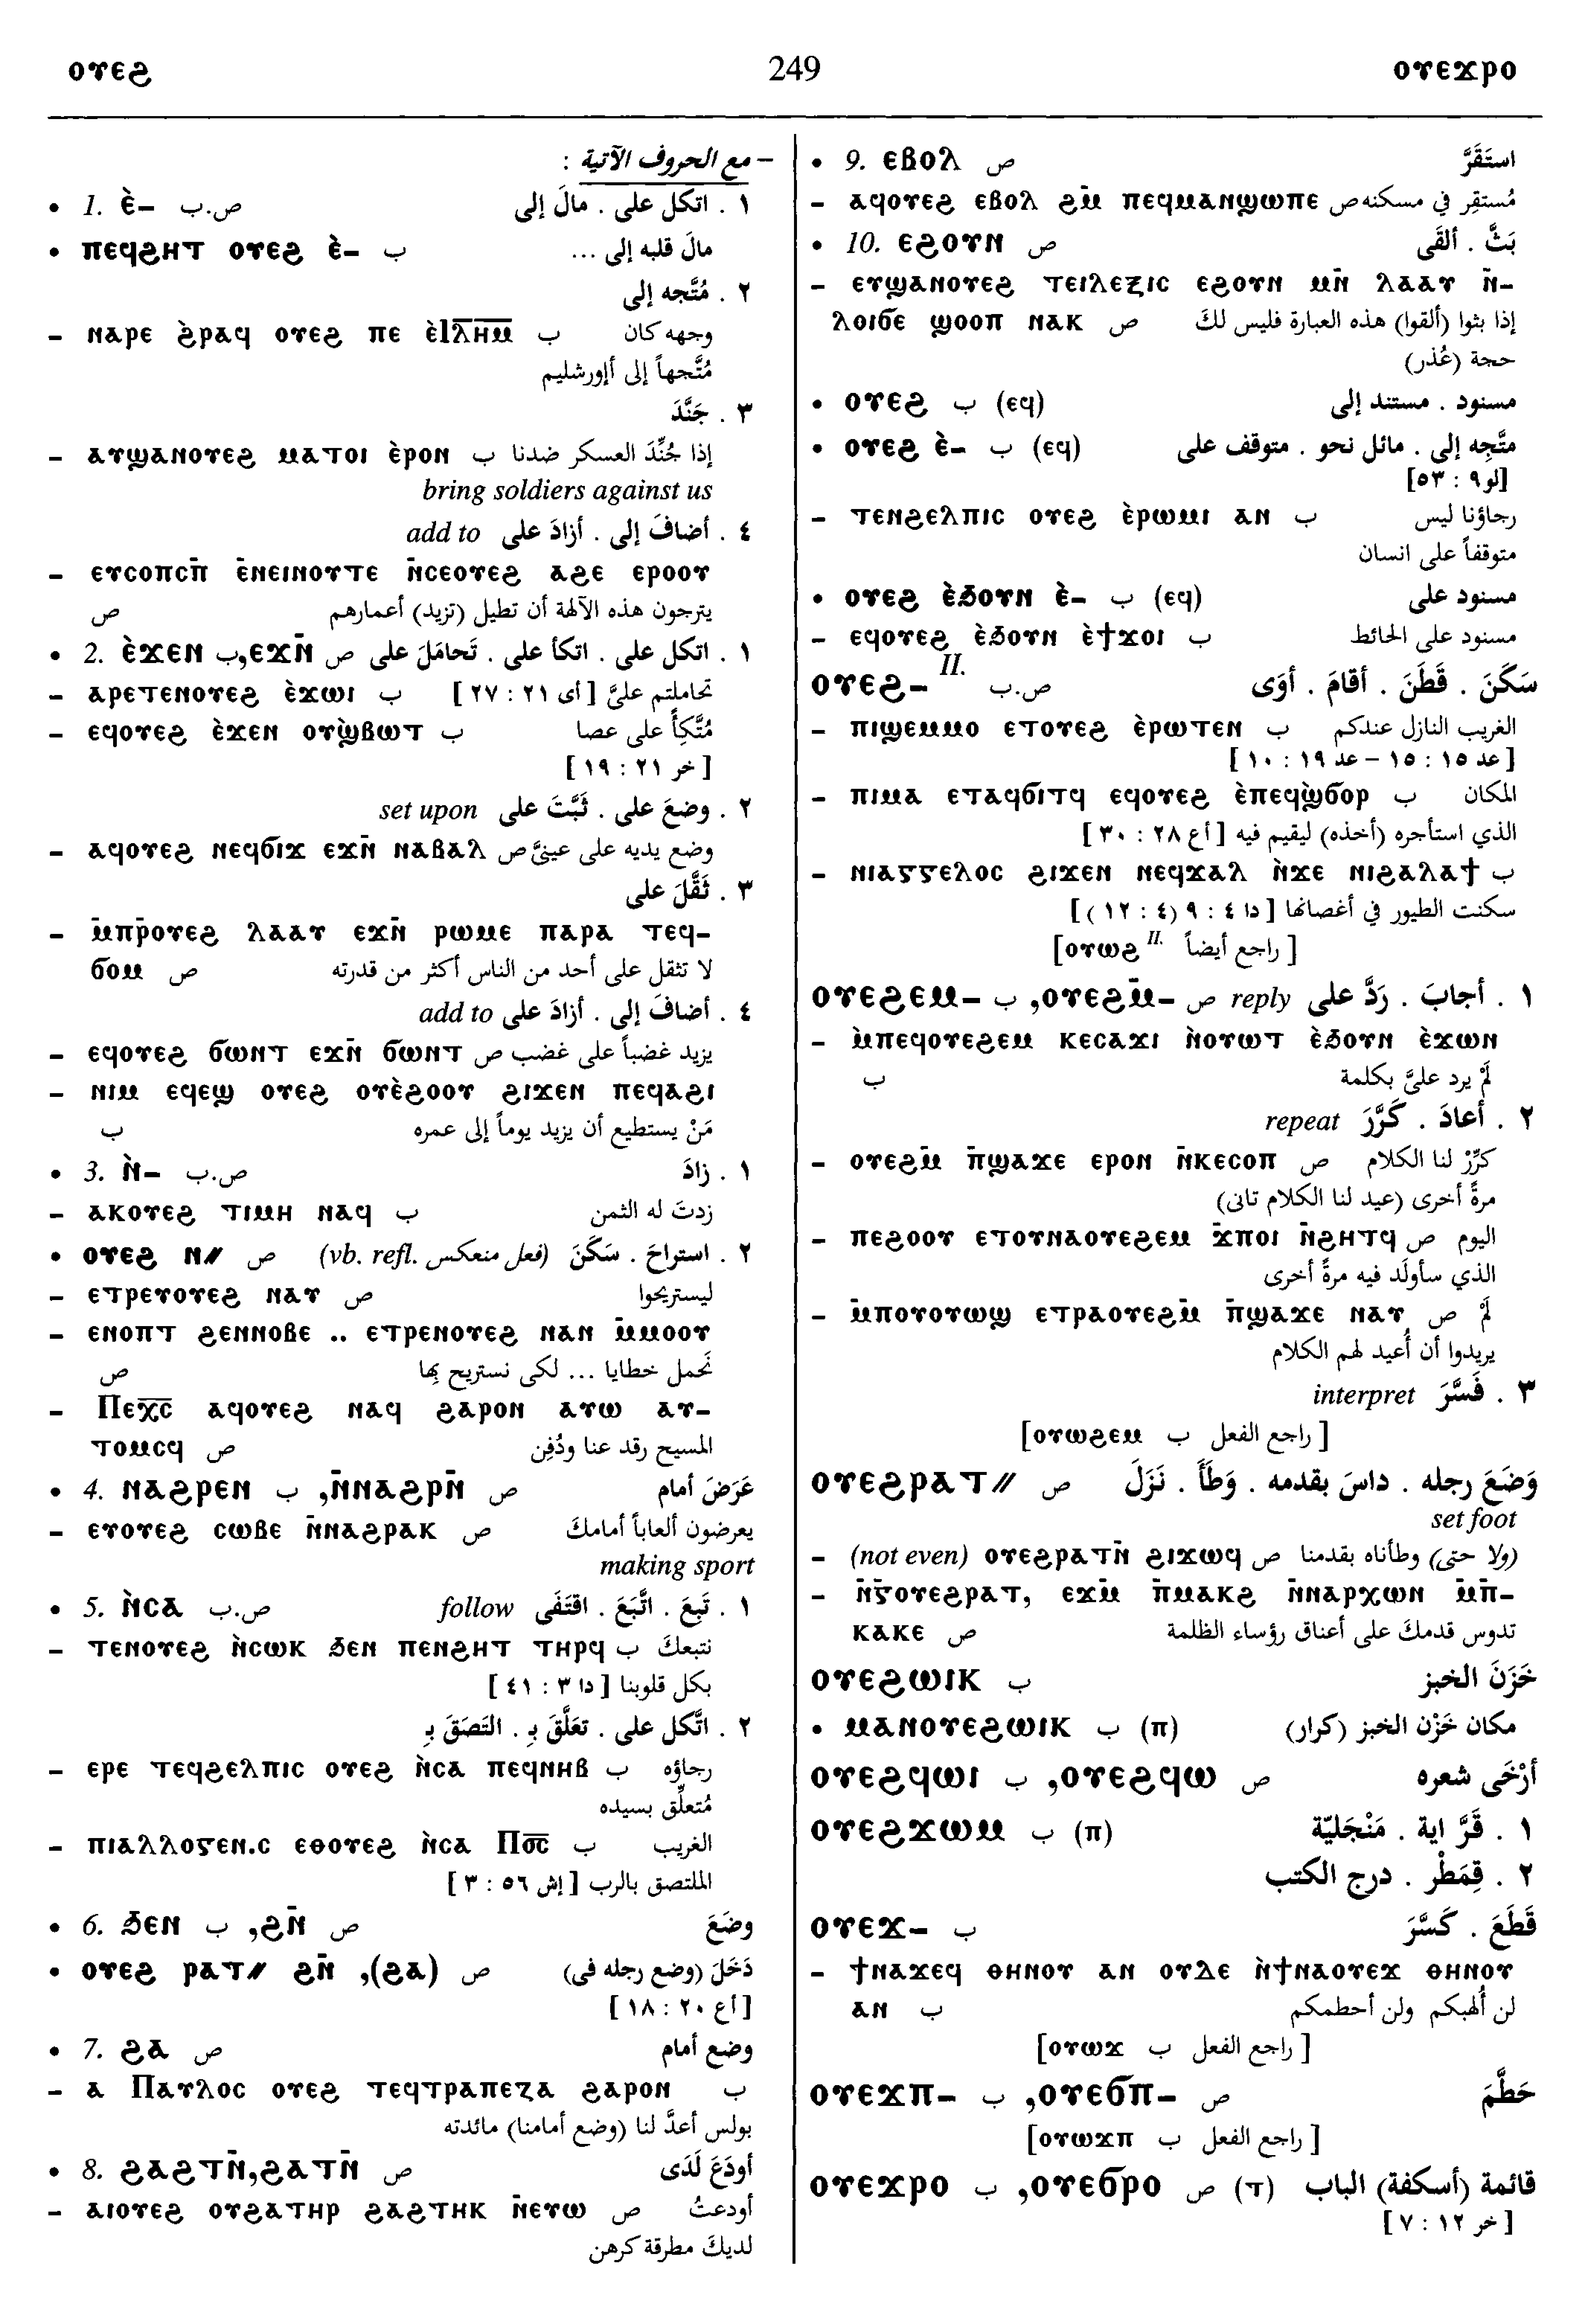 ⲟⲩⲉϩ 249 ⲟⲩⲉϫⲣⲟ
– مع الحروف الآتية :
• 1. ⲉ̀– ص.ب ١ . اتكل على . مالَ إلى
• ⲡⲉϥϩⲏⲧ ⲟⲩⲉϩ ⲉ̀– ب مالَ قلبه إلى ...
٢ . مُتَّجه إلى
– ⲛⲁⲣⲉ ϩ̀ⲣⲁϥ ⲟⲩⲉϩ ⲡⲉ ⲉ̀ⲓ̅ⲗ̅ⲏ̅ⲙ̅ ب وجهه كان
مُتَّجهاً إلى أإورشليم
٣ . جَنَّدَ
– ⲁⲩϣⲁⲛⲟⲩⲉϩ ⲙⲁⲧⲟⲓ ⲉ̀ⲣⲟⲛ ب إذا جُنِّدَ العسكر ضدنا
bring soldiers against us
٤ . أضافَ إلى . أزادَ على add to
– ⲉⲩⲥⲟⲡⲥⲡ̄ ⲉ̄ⲛⲉⲓⲛⲟⲩⲧⲉ ⲛ̄ⲥⲉⲟⲩⲉϩ ⲁϩⲉ ⲉⲣⲟⲟⲩ
يترجون هذه الآلهة أن تطيل (تزيد) أعمارهم ص
• 2. ⲉ̀ϫⲉⲛ ب, ⲉϫⲛ̄ ص ١ . اتكل على . اتكأ على . تَحامَلَ على
– ⲁⲣⲉⲧⲉⲛⲟⲩⲉϩ ⲉ̀ϫⲱⲓ ب تحاملتم عليَّ [ أى ٢١ : ٢٧ ]
– ⲉϥⲟⲩⲉϩ ⲉ̀ϫⲉⲛ ⲟⲩϣ̀ⲃⲱⲧ ب مُتَّكِأً على عصا
[ خر ٢١ : ١٩ ]
٢ . وضعَ على . ثَبَّتَ على set upon
– ⲁϥⲟⲩⲉϩ ⲛⲉϥϭⲓϫ ⲉϫⲛ̄ ⲛⲁⲃⲁⲗ وضع يديه على عينيَّ ص
٣ . ثَقَّلَ على
– ⲙ̄ⲡⲣ̄ⲟⲩⲉϩ ⲗⲁⲁⲩ ⲉϫⲛ̄ ⲣⲱⲙⲉ ⲡⲁⲣⲁ ⲧⲉϥ–
ϭⲟⲙ ص لا تثقل على أحد من الناس أكثر من قدرته
٤ . أضافَ إلى . أزادَ على add to
– ⲉϥⲟⲩⲉϩ ϭⲱⲛⲧ ⲉϫⲛ̄ ϭⲱⲛⲧ يزيد غضباً على غضب ص
– ⲛⲓⲙ ⲉϥⲉϣ ⲟⲩⲉϩ ⲟⲩⲉ̀ϩⲟⲟⲩ ϩⲓϫⲉⲛ ⲡⲉϥⲁϩⲓ
مَنْ يستطيع أن يزيد يوماً إلى عمره ب
• 3. ⲛ̀– ص.ب ١ . زادَ
– ⲁⲕⲟⲩⲉϩ ⲧⲓⲙⲏ ⲛⲁϥ ب زدتَ له الثمن
• ⲟⲩⲉϩ ⲛ⸗ ص (vb. refl. فعل منعكس) ٢ . استراحَ . سَكَنَ
– ⲉⲧⲣⲉⲩⲟⲩⲉϩ ⲛⲁⲩ ص ليستريحوا
– ⲉⲛⲟⲡⲧ ϩⲉⲛⲛⲟⲃⲉ .. ⲉⲧⲣⲉⲛⲟⲩⲉϩ ⲛⲁⲛ ⲙ̄ⲙⲟⲟⲩ
نَحمل خطايا ... لكى نستريح بها ص
– Ⲡⲉⲭ̅ⲥ̅ ⲁϥⲟⲩⲉϩ ⲛⲁϥ ϩⲁⲣⲟⲛ ⲁⲩⲱ ⲁⲩ–
ⲧⲟⲙⲥϥ ص المسيح رقد عنا ودُفِن
• 4. ⲛⲁϩⲣⲉⲛ ب, ⲛ̄ⲛⲁϩⲣⲛ̄ ص عَرَضَ أمام
– ⲉⲩⲟⲩⲉϩ ⲥⲱⲃⲉ ⲛ̄ⲛⲁϩⲣⲁⲕ ص يعرضون ألعاباً أمامكَ
making sport
• 5. ⲛ̀ⲥⲁ ص.ب ١ . تَبِعَ . اتَّبَعَ . اقتَفَى follow
– ⲧⲉⲛⲟⲩⲉϩ ⲛ̀ⲥⲱⲕ ϧⲉⲛ ⲡⲉⲛϩⲏⲧ ⲧⲏⲣϥ ب نتبعكَ
بكل قلوبنا [ دا ٣ : ٤١ ]
٢ . اتَّكل على . تعَلَّقَ بِـ . التَصَقَ بِـ
– ⲉⲣⲉ ⲧⲉϥϩⲉⲗⲡⲓⲥ ⲟⲩⲉϩ ⲛ̀ⲥⲁ ⲡⲉϥⲛⲏⲃ ب رجاؤه
مُتعلِّق بسيده
– ⲡⲓⲁⲗⲗⲟⲅⲉⲛ.ⲥ ⲉⲑⲟⲩⲉϩ ⲛ̀ⲥⲁ Ⲡⲟ̅ⲥ̅ ب الغريب
الملتصق بالرب [ إش ٥٦ : ٣ ]
• 6. ϧⲉⲛ ب, ϩⲛ̄ ص وضَعَ
• ⲟⲩⲉϩ ⲣⲁⲧ⸗ ϩⲛ̄, (ϩⲁ) ص دَخَلَ (وضع رجله فى)
[ أع ٢٠ : ١٨ ]
• 7. ϩⲁ ص وضع أمام
– ⲁ Ⲡⲁⲩⲗⲟⲥ ⲟⲩⲉϩ ⲧⲉϥⲧⲣⲁⲡⲉⲍⲁ ϩⲁⲣⲟⲛ ب
بولس أعدَّ لنا (وضع أمامنا) مائدته
• 8. ϩⲁϩⲧⲛ̄, ϩⲁⲧⲛ̄ ص أودَعَ لَدَى
– ⲁⲓⲟⲩⲉϩ ⲟⲩϩⲁⲧⲏⲣ ϩⲁϩⲧⲏⲕ ⲛ̄ⲉⲩⲱ ص أودعتُ
لديكَ مطرقة كرهن
• 9. ⲉⲃⲟⲗ ص استَقَرَّ
– ⲁϥⲟⲩⲉϩ ⲉⲃⲟⲗ ϩⲙ̄ ⲡⲉϥⲙⲁⲛϣⲱⲡⲉ مُستقِر في مسكنه ص
• 10. ⲉϩⲟⲩⲛ ص بَثَّ . ألقَى
– ⲉⲩϣⲁⲛⲟⲩⲉϩ ⲧⲉⲓⲗⲉⲝⲓⲥ ⲉϩⲟⲩⲛ ⲙⲛ̄ ⲗⲁⲁⲩ ⲛ̄–
ⲗⲟⲓϭⲉ ϣⲟⲟⲡ ⲛⲁⲕ ص إذا بثوا (ألقوا) هذه العبارة فليس لكَ
حجة (عُذر)
• ⲟⲩⲉϩ ب (ⲉϥ) مسنود . مستند إلى
• ⲟⲩⲉϩ ⲉ̀– ب (ⲉϥ) متَّجِه إلى . مائل نحو . متوقف على
[لو٩ : ٥٣]
– ⲧⲉⲛϩⲉⲗⲡⲓⲥ ⲟⲩⲉϩ ⲉ̀ⲣⲱⲙⲓ ⲁⲛ ب رجاؤنا ليس
متوقفاً على انسان
• ⲟⲩⲉϩ ⲉ̀ϧⲟⲩⲛ ⲉ̀– ب (ⲉϥ) مسنود على
– ⲉϥⲟⲩⲉϩ ⲉ̀ϧⲟⲩⲛ ⲉ̀ϯϫⲟⲓ ب مسنود على الحائط
ⲟⲩⲉϩ– II. ص.ب سَكَنَ . قَطَنَ . أقامَ . أوَى
– ⲡⲓϣⲉⲙⲙⲟ ⲉⲧⲟⲩⲉϩ ⲉ̀ⲣⲱⲧⲉⲛ ب الغريب النازل عندكم
[ عد ١٥ : ١٥ – عد ١٩ : ١٠ ]
– ⲡⲓⲙⲁ ⲉⲧⲁϥϭⲓⲧϥ ⲉϥⲟⲩⲉϩ ⲉ̀ⲡⲉϥϣ̀ϭⲟⲣ ب المكان
الذي استأجره (أخذه) ليقيم فيه [ أع ٢٨ : ٣٠ ]
– ⲛⲓⲁⲅⲅⲉⲗⲟⲥ ϩⲓϫⲉⲛ ⲛⲉϥϫⲁⲗ ⲛ̀ϫⲉ ⲛⲓϩⲁⲗⲁϯ ب
سكنت الطيور في أغصانها [ دا ٤ : ٩ (٤ : ١٢ ) ]
[ راجع أيضاً ⲟⲩⲱϩ II. ]
ⲟⲩⲉϩⲉⲙ– ب, ⲟⲩⲉϩⲙ̄– ص ١ . أجابَ . رَدَّ على reply
– ⲙ̀ⲡⲉϥⲟⲩⲉϩⲉⲙ ⲕⲉⲥⲁϫⲓ ⲛ̀ⲟⲩⲱⲧ ⲉ̀ϧⲟⲩⲛ ⲉ̀ϫⲱⲛ
لَمْ يرد عليَّ بكلمة ب
٢ . أعادَ . كَرَّرَ repeat
– ⲟⲩⲉϩⲙ̄ ⲡ̄ϣⲁϫⲉ ⲉⲣⲟⲛ ⲛ̄ⲕⲉⲥⲟⲡ ص كرِّرْ لنا الكلام
مرةً أخرى (عيد لنا الكلام تانى)
– ⲡⲉϩⲟⲟⲩ ⲉⲧⲟⲩⲛⲁⲟⲩⲉϩⲉⲙ ϫ̄ⲡⲟⲓ ⲛ̄ϩⲏⲧϥ ص اليوم
الذي سأولَد فيه مرةً أخرى
– ⲙ̄ⲡⲟⲩⲟⲩⲱϣ ⲉⲧⲣⲁⲟⲩⲉϩⲙ̄ ⲡ̄ϣⲁϫⲉ ⲛⲁⲩ ص لَمْ
يريدوا أن أُعيد لهم الكلام
٣ . فَسَّرَ interpret
[ راجع الفعل ب ⲟⲩⲱϩⲉⲙ]
ⲟⲩⲉϩⲣⲁⲧ⸗ ص وَضَعَ رجله . داسَ بقدمه . وَطَأَ . نَزَلَ
set foot
– (not even) ⲟⲩⲉϩⲣⲁⲧⲛ̄ ϩⲓϫⲱϥ ص (ولا حتى) وطأناه بقدمنا
– ⲛ̄ⲅ̄ⲟⲩⲉϩⲣⲁⲧ, ⲉϫⲙ̄ ⲡ̄ⲙⲁⲕϩ ⲛ̄ⲛⲁⲣⲭⲱⲛ ⲙ̄ⲡ̄–
ⲕⲁⲕⲉ ص تدوس قدمكَ على أعناق رؤساء الظلمة
ⲟⲩⲉϩⲱⲓⲕ ب خَزَنَ الخبز
• ⲙⲁⲛⲟⲩⲉϩⲱⲓⲕ ب (ⲡ) مكان خَزْن الخبز (كرار)
ⲟⲩⲉϩϥⲱⲓ ب, ⲟⲩⲉϩϥⲱ ص أرْخَى شعره
ⲟⲩⲉϩϫⲱⲙ ب (ⲡ) ١ . قَرَّ اية . مَنْجَليّة
٢ . قِمَطْر . درج الكتب
ⲟⲩⲉϫ– ب قَطَعَ . كَسَّرَ
– ϯⲛⲁϫⲉϥ ⲑⲏⲛⲟⲩ ⲁⲛ ⲟⲩⲇⲉ ⲛ̀ϯⲛⲁⲟⲩⲉϫ ⲑⲏⲛⲟⲩ
ⲁⲛ ب لن أُلهبكم ولن أحطمكم
[ راجع الفعل ب ⲟⲩⲱϫ]
ⲟⲩⲉϫⲡ– ب, ⲟⲩⲉϭⲡ– ص حَطَّمَ
[ راجع الفعل ب ⲟⲩⲱϫⲡ]
ⲟⲩⲉϫⲣⲟ ب, ⲟⲩⲉϭⲣⲟ ص (ⲧ) قائمة (أسكفة) الباب
[ خر ١٢ : ٧ ]